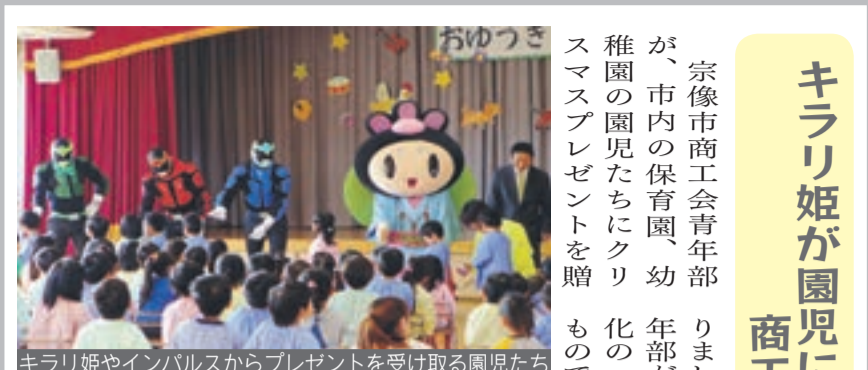 キラリ姫が園児に
商工
宗像市商工会青年部
が、市内の保育園、幼
稚園の園児たちにクリ
スマスプレゼントを贈
りまし
年部が
化の
もので
おゆうぎ
キラリ姫やインパルスからプレゼントを受け取る園児たち